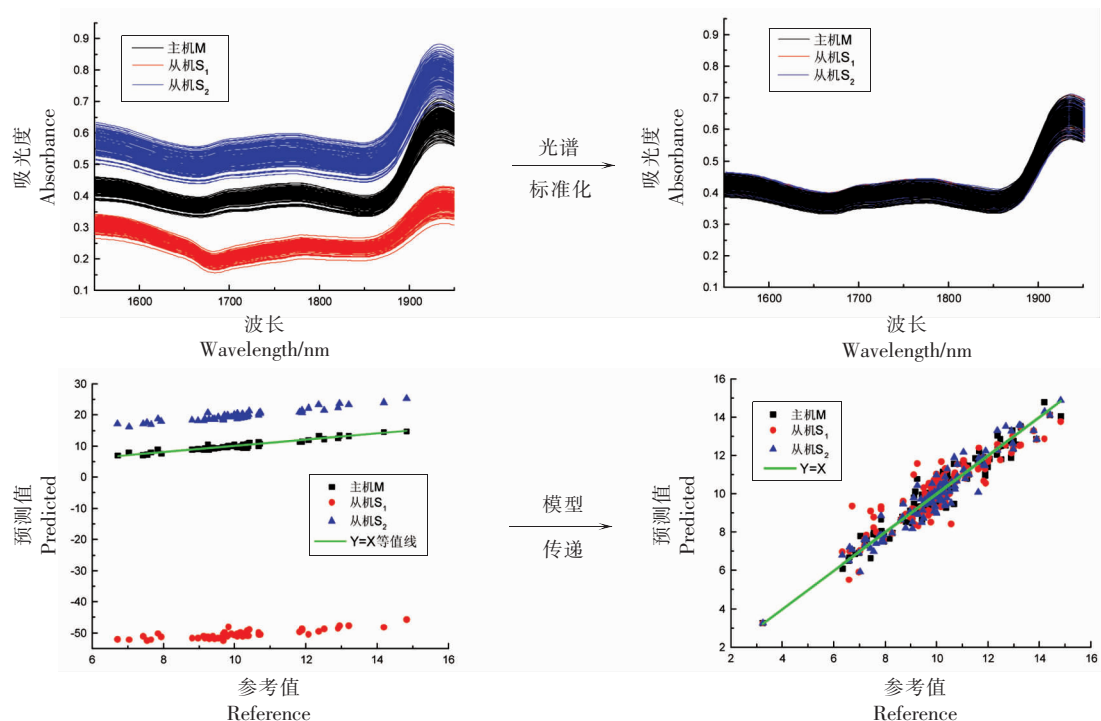 0.9
0.8
0.7
0.6
0.5
0.4
0.3
0.2
0.1
吸光度
Absorbance
主机M
从机S₁
从机S₂
1600
1700
1800
1900
波长
Wavelength/nm
光谱
标准化
0.9
0.8
0.7
0.6
0.5
0.4
0.3
0.2
0.1
吸光度
Absorbance
主机M
从机S₁
从机S₂
1600
1700
1800
1900
波长
Wavelength/nm
30
20
10
0
-10
-20
-30
-40
-50
预测值
Predicted
主机M
从机S₁
从机S₂
Y=X等值线
6
8
10
12
14
16
参考值
Reference
模型
传递
16
14
12
10
8
6
4
2
预测值
Predicted
主机M
从机S₁
从机S₂
Y=X
2
4
6
8
10
12
14
16
参考值
Reference